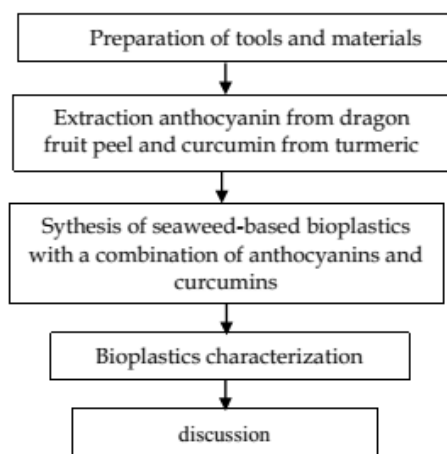 Preparation of tools and materials
Extraction anthocyanin from dragon
fruit peel and curcumin from turmeric
Sythesis of seaweed-based bioplastics
with a combination of anthocyanins and
curcumins
Bioplastics characterization
discussion